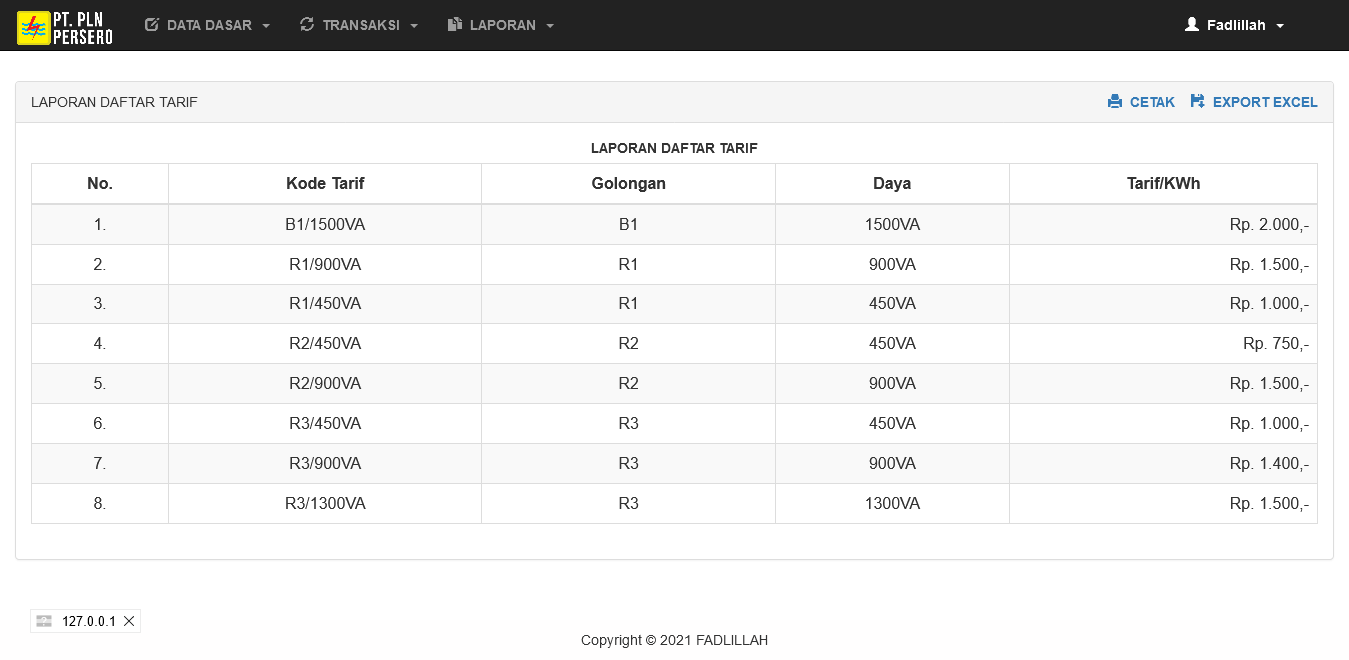 PT. PLN
PERSERO
DATA DASAR
TRANSAKSI
LAPORAN
Fadlillah
LAPORAN DAFTAR TARIF
CETAK
EXPORT EXCEL
LAPORAN DAFTAR TARIF
No. Kode Tarif Golongan Daya Tarif/KWh
1. B1/1500VA B1 1500VA Rp. 2.000,-
2. R1/900VA R1 900VA Rp. 1.500,-
3. R1/450VA R1 450VA Rp. 1.000,-
4. R2/450VA R2 450VA Rp. 750,-
5. R2/900VA R2 900VA Rp. 1.500,-
6. R3/450VA R3 450VA Rp. 1.000,-
7. R3/900VA R3 900VA Rp. 1.400,-
8. R3/1300VA R3 1300VA Rp. 1.500,-
127.0.0.1
Copyright © 2021 FADLILLAH